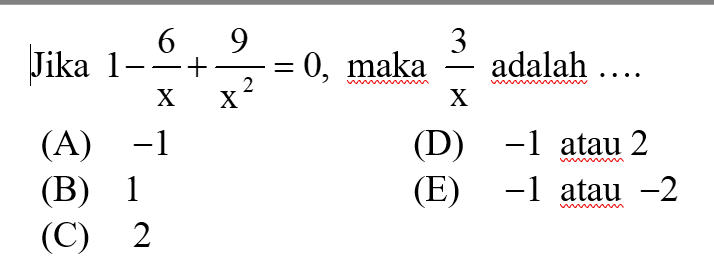 Jika 1 − 6/x + 9/x² = 0, maka 3/x adalah ....
(A) −1 (D) −1 atau 2
(B) 1 (E) −1 atau −2
(C) 2